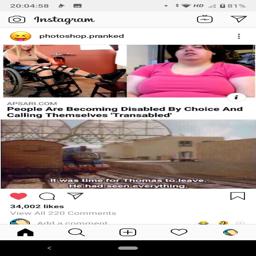 20:04:58
HD
81%
Instagram
photoshop.pranked
APSARI.COM
People Are Becoming Disabled By Choice And
Calling Themselves 'Transabled'
It was time for Thomas to leave.
He had seen everything.
34,002 likes
View All 220 Comments
Add a comment...